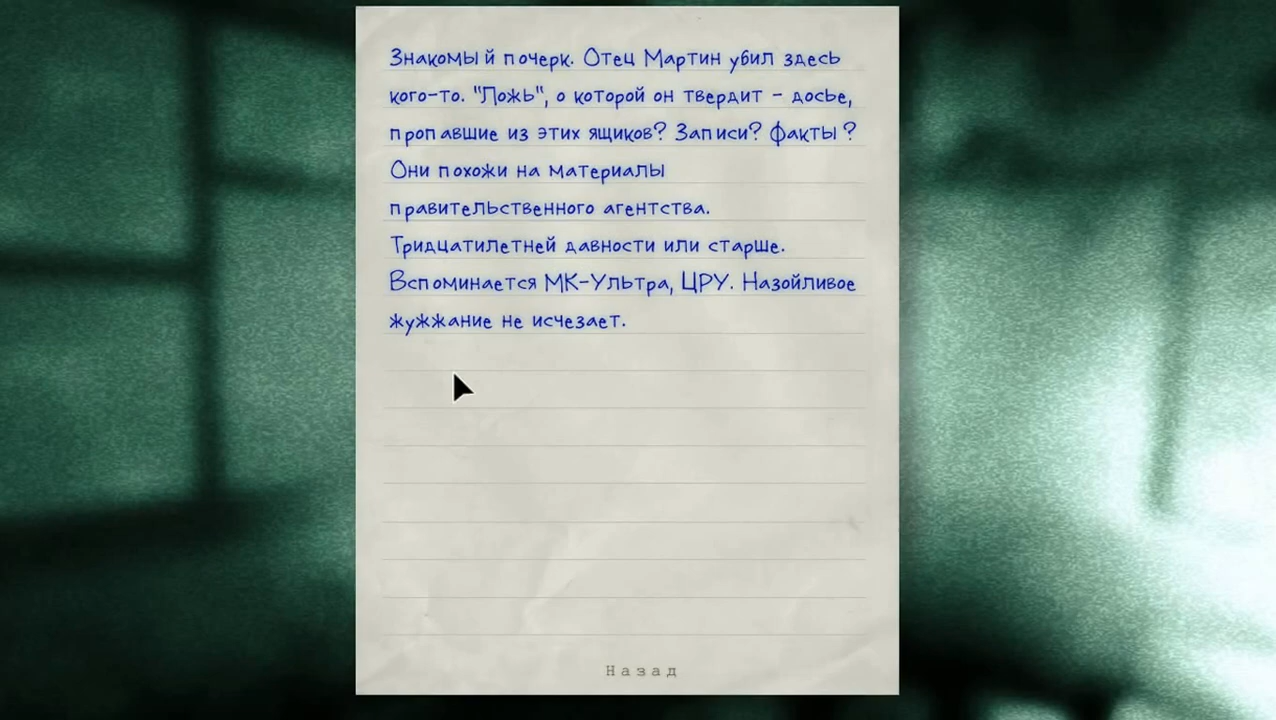 Знакомый почерк. Отец Мартин убил здесь
кого-то. "Ложь", о которой он твердит - досье,
пропавшие из этих ящиков? Записи? факты?
Они похожи на материалы
правительственного агентства.
Тридцатилетней давности или старше.
Вспоминается МК-Ультра, ЦРУ. Назойливое
жужжание не исчезает.
Назад